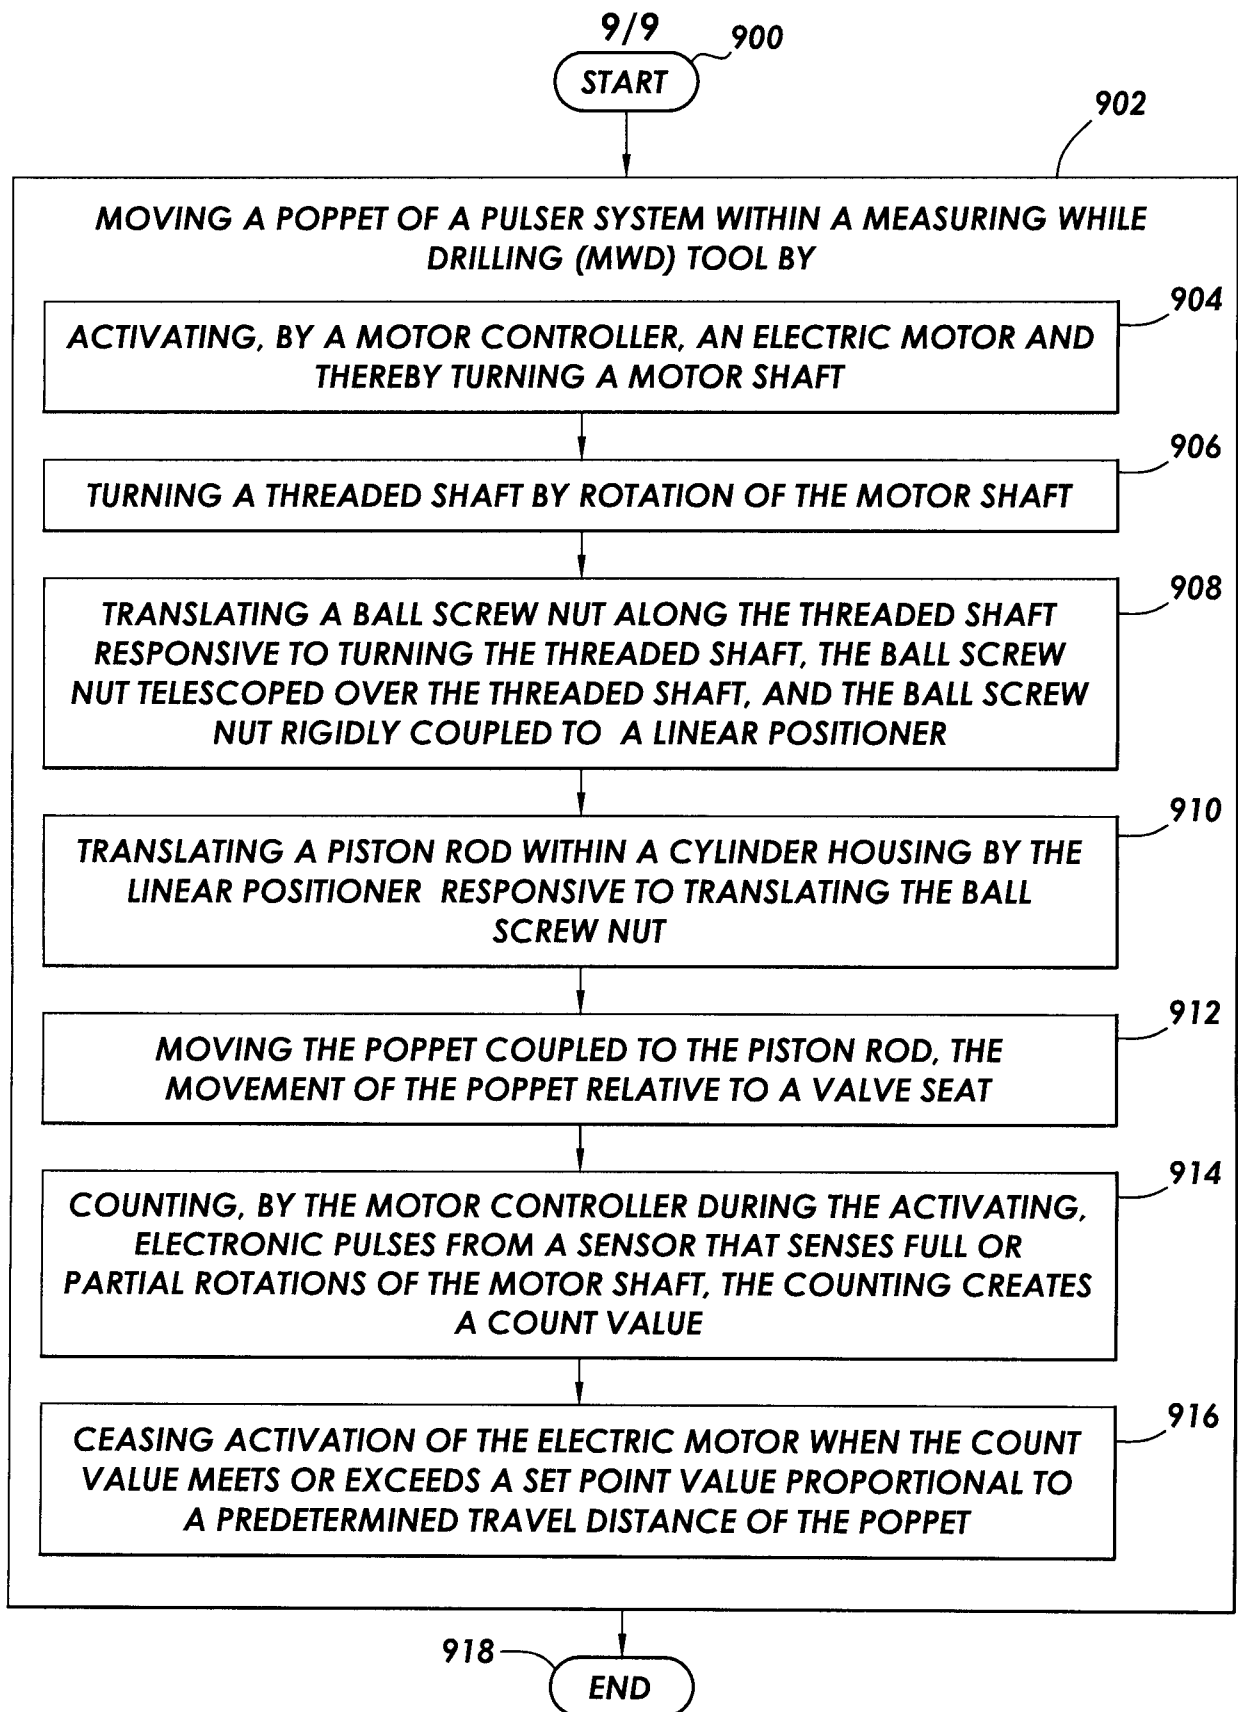 9/9
900
START
902
MOVING A POPPET OF A PULSER SYSTEM WITHIN A MEASURING WHILE
DRILLING (MWD) TOOL BY
904
ACTIVATING, BY A MOTOR CONTROLLER, AN ELECTRIC MOTOR AND
THEREBY TURNING A MOTOR SHAFT
906
TURNING A THREADED SHAFT BY ROTATION OF THE MOTOR SHAFT
908
TRANSLATING A BALL SCREW NUT ALONG THE THREADED SHAFT
RESPONSIVE TO TURNING THE THREADED SHAFT, THE BALL SCREW
NUT TELESCOPED OVER THE THREADED SHAFT, AND THE BALL SCREW
NUT RIGIDLY COUPLED TO A LINEAR POSITIONER
910
TRANSLATING A PISTON ROD WITHIN A CYLINDER HOUSING BY THE
LINEAR POSITIONER RESPONSIVE TO TRANSLATING THE BALL
SCREW NUT
912
MOVING THE POPPET COUPLED TO THE PISTON ROD, THE
MOVEMENT OF THE POPPET RELATIVE TO A VALVE SEAT
914
COUNTING, BY THE MOTOR CONTROLLER DURING THE ACTIVATING,
ELECTRONIC PULSES FROM A SENSOR THAT SENSES FULL OR
PARTIAL ROTATIONS OF THE MOTOR SHAFT, THE COUNTING CREATES
A COUNT VALUE
916
CEASING ACTIVATION OF THE ELECTRIC MOTOR WHEN THE COUNT
VALUE MEETS OR EXCEEDS A SET POINT VALUE PROPORTIONAL TO
A PREDETERMINED TRAVEL DISTANCE OF THE POPPET
918
END